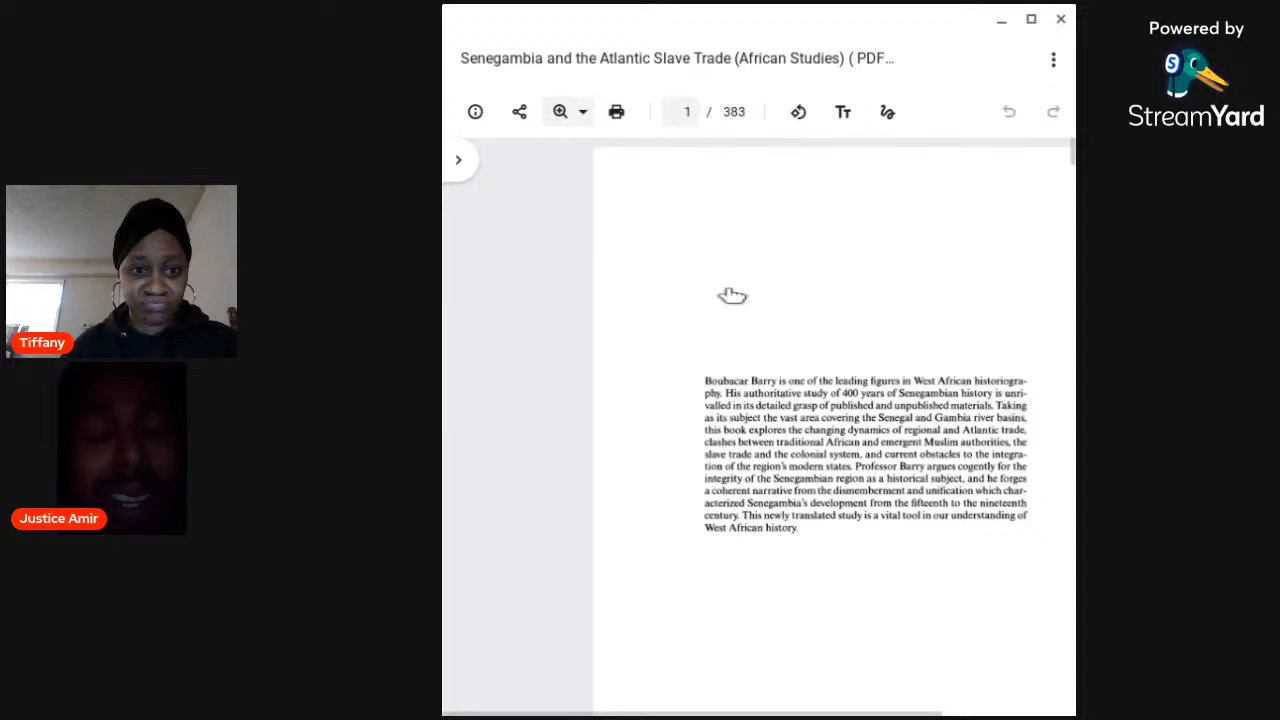 Powered by
S
StreamYard
Senegambia and the Atlantic Slave Trade (African Studies) ( PDF...
1 / 383
Tr
Boubacar Barry is one of the leading figures in West African historiogra-
phy. His authoritative study of 400 years of Senegambian history is unri-
valled in its detailed grasp of published and unpublished materials. Taking
as its subject the vast area covering the Senegal and Gambia river basins,
this book explores the changing dynamics of regional and Atlantic trade,
clashes between traditional African and emergent Muslim authorities, the
slave trade and the colonial system, and current obstacles to the integra-
tion of the region's modern states. Professor Barry argues cogently for the
integrity of the Senegambian region as a historical subject, and he forges
a coherent narrative from the dismemberment and unification which char-
acterized Senegambia's development from the fifteenth to the nineteenth
century. This newly translated study is a vital tool in our understanding of
West African history.
Tiffany
Justice Amir